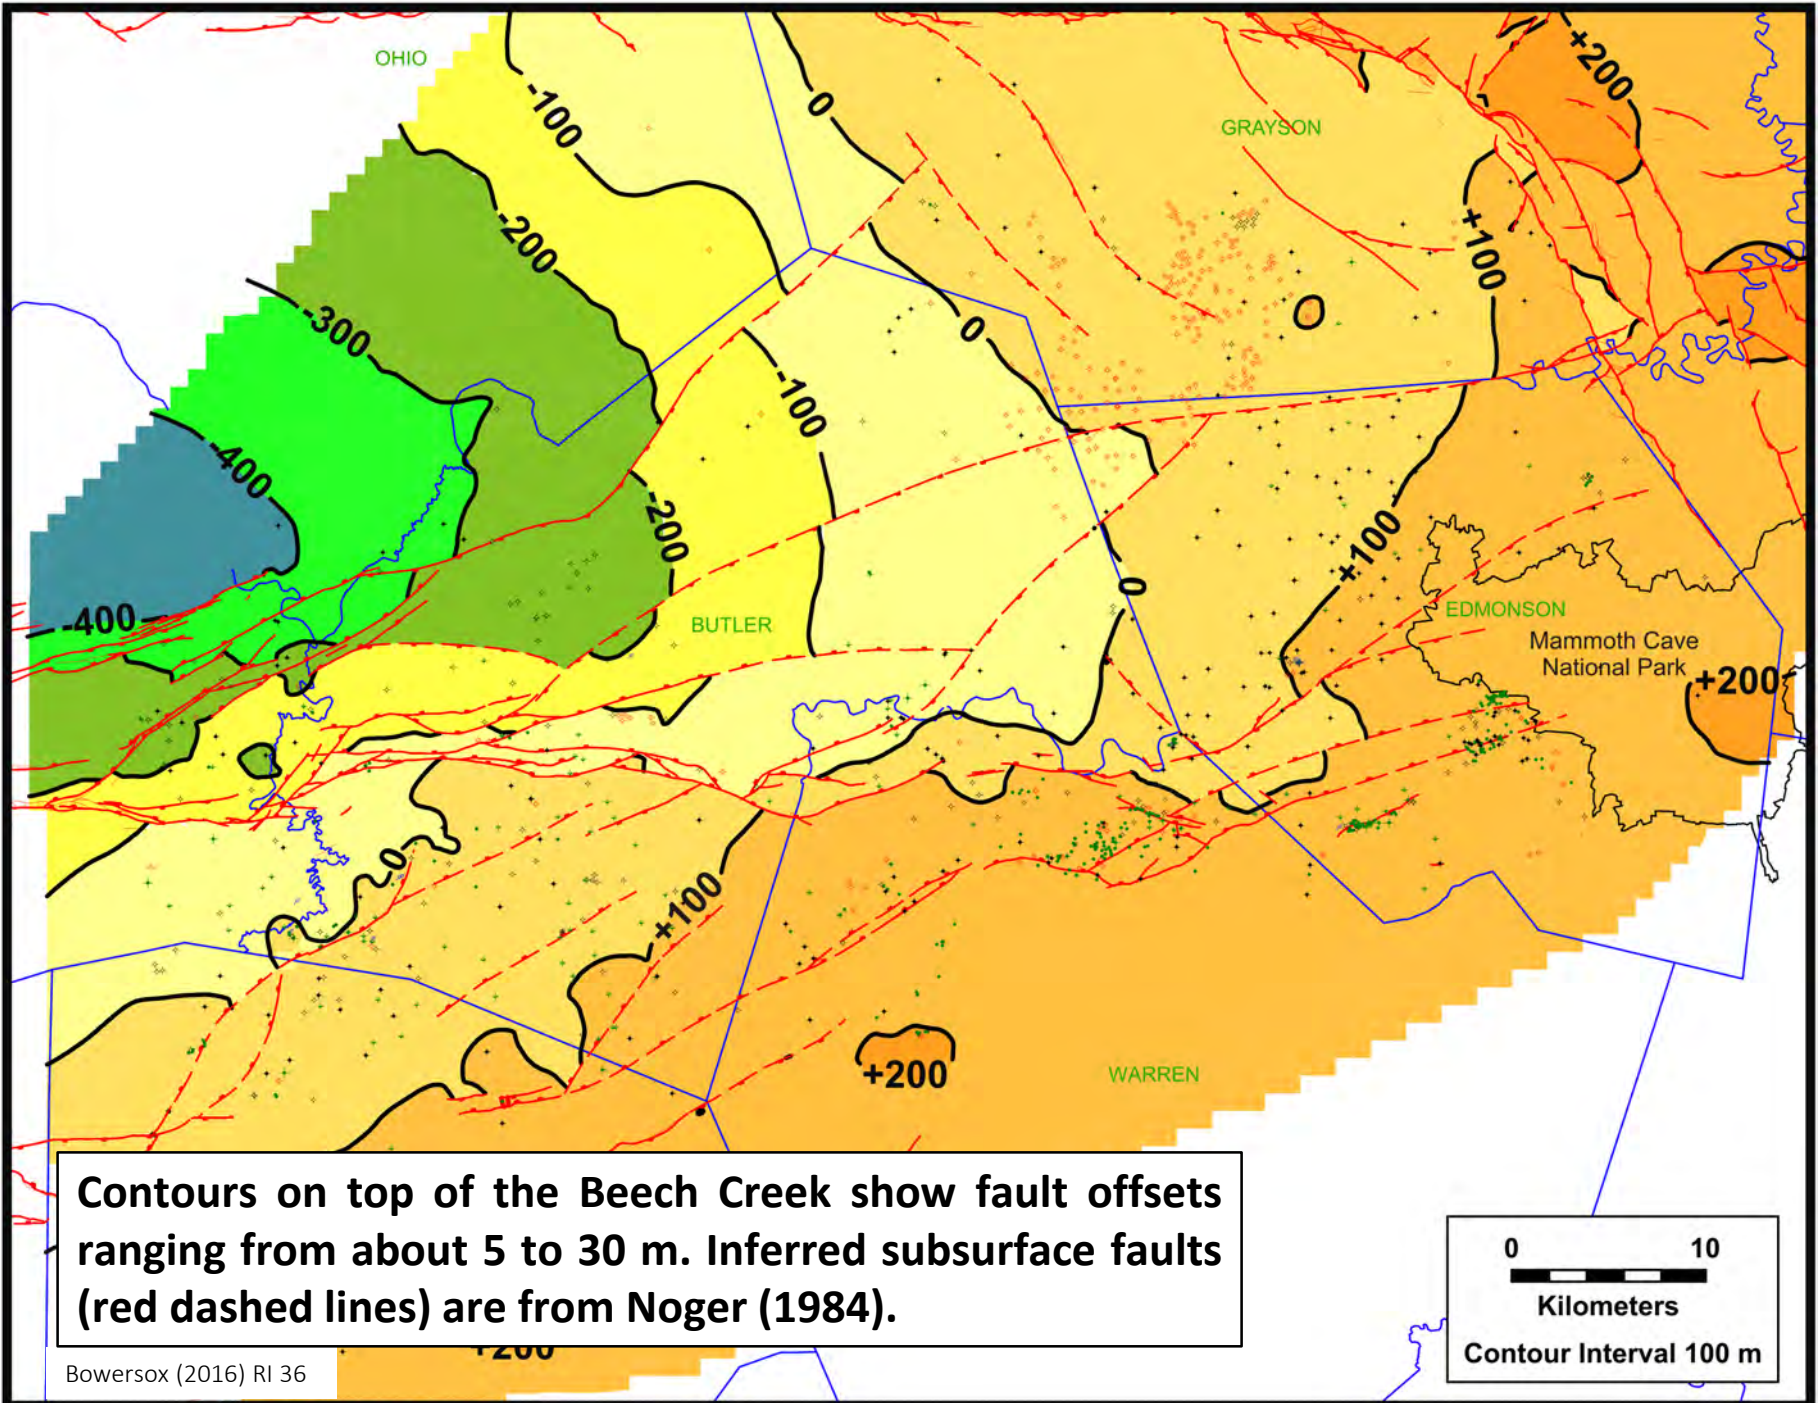 OHIO
+200
-100
0
GRAYSON
-200
+100
-300
0
-100
-400
-200
+100
0
-400
BUTLER
EDMONSON
Mammoth Cave
National Park
+200
0
+100
+200
WARREN
Contours on top of the Beech Creek show fault offsets
ranging from about 5 to 30 m. Inferred subsurface faults
(red dashed lines) are from Noger (1984).
+200
Bowersox (2016) RI 36
0 10
Kilometers
Contour Interval 100 m